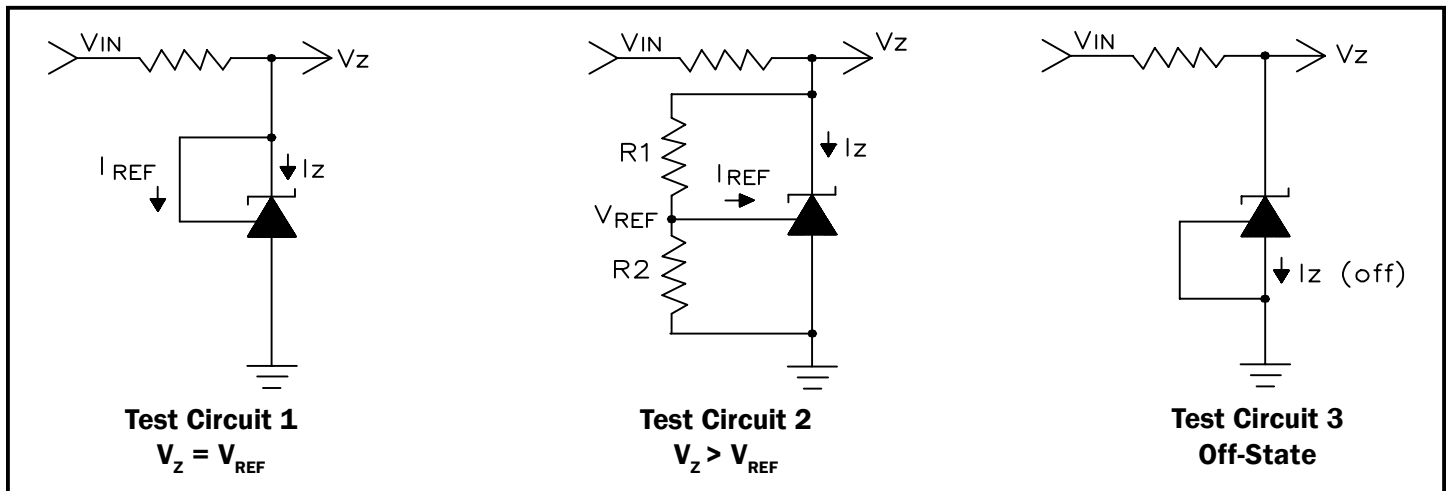 VIN
VZ
IREF
IZ
Test Circuit 1
VZ = VREF
VIN
VZ
R1
IZ
IREF
VREF
R2
Test Circuit 2
VZ > VREF
VIN
VZ
IZ (off)
Test Circuit 3
Off-State